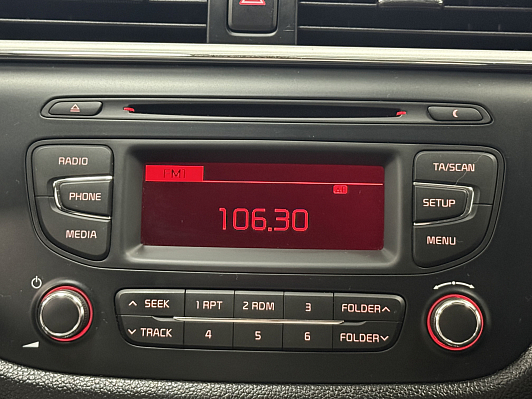 RADIO
PHONE
MEDIA
FM1
106.30
TA/SCAN
SETUP
MENU
SEEK 1 RPT 2 RDM 3 FOLDER
TRACK 4 5 6 FOLDER